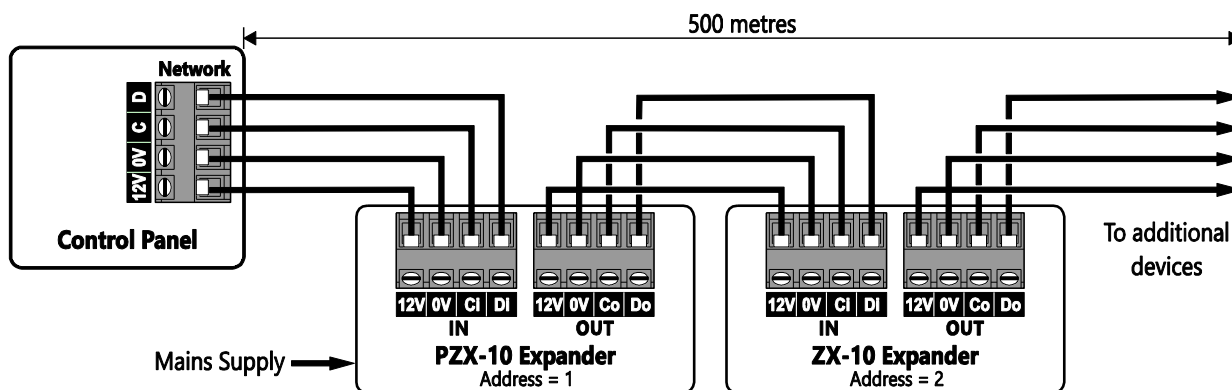 500 metres
Network
D
C
0V
12V
Control Panel
To additional
devices
12V 0V Ci Di
12V 0V Co Do
12V 0V Ci Di
12V 0V Co Do
IN
OUT
IN
OUT
Mains Supply
PZX-10 Expander
Address = 1
ZX-10 Expander
Address = 2